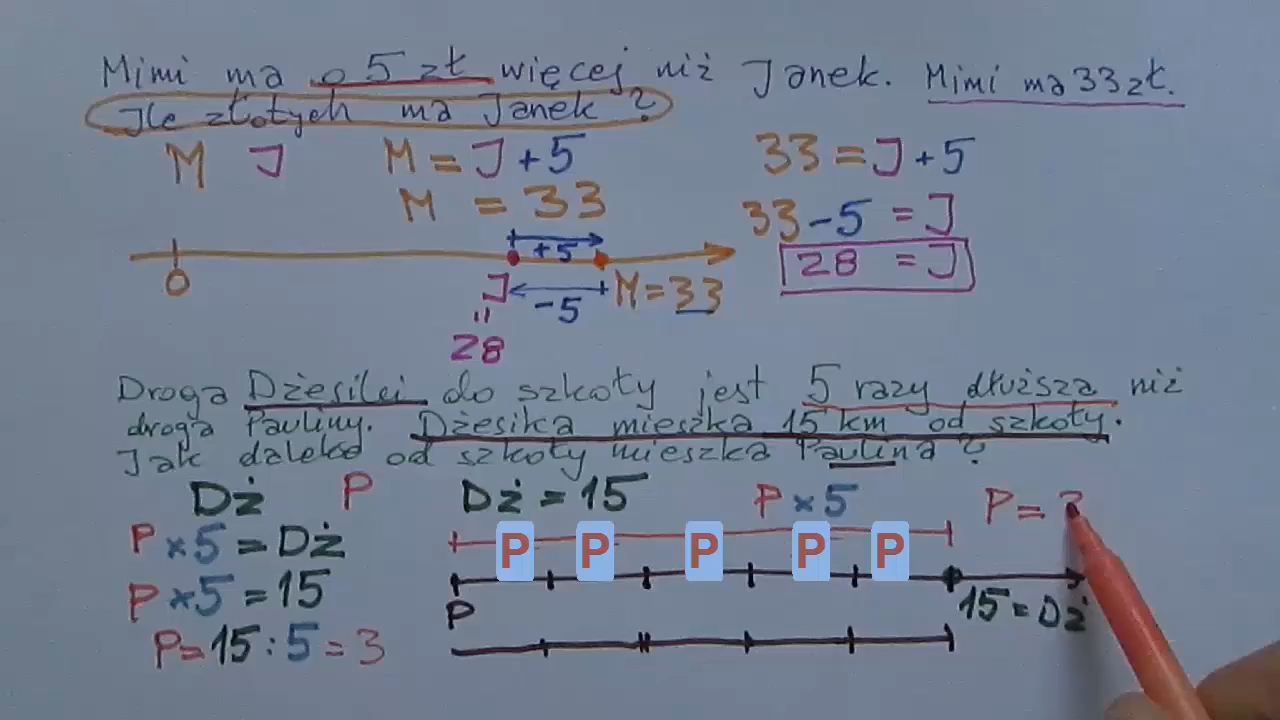 Mimi ma o 5 zł więcej niż Janek. Mimi ma 33 zł.
Ile złotych ma Janek?
M J M = J + 5 33 = J + 5
M = 33 33 - 5 = J
+5 28 = J
0 J -5 M = 33
28
Droga Dżesiki do szkoły jest 5 razy dłuższa niż
droga Pauliny. Dżesika mieszka 15 km od szkoły.
Jak daleko od szkoły mieszka Paulina?
Dż P Dż = 15 P × 5 P =
P × 5 = Dż P P P P P
P × 5 = 15 P 15 = Dż
P = 15 : 5 = 3